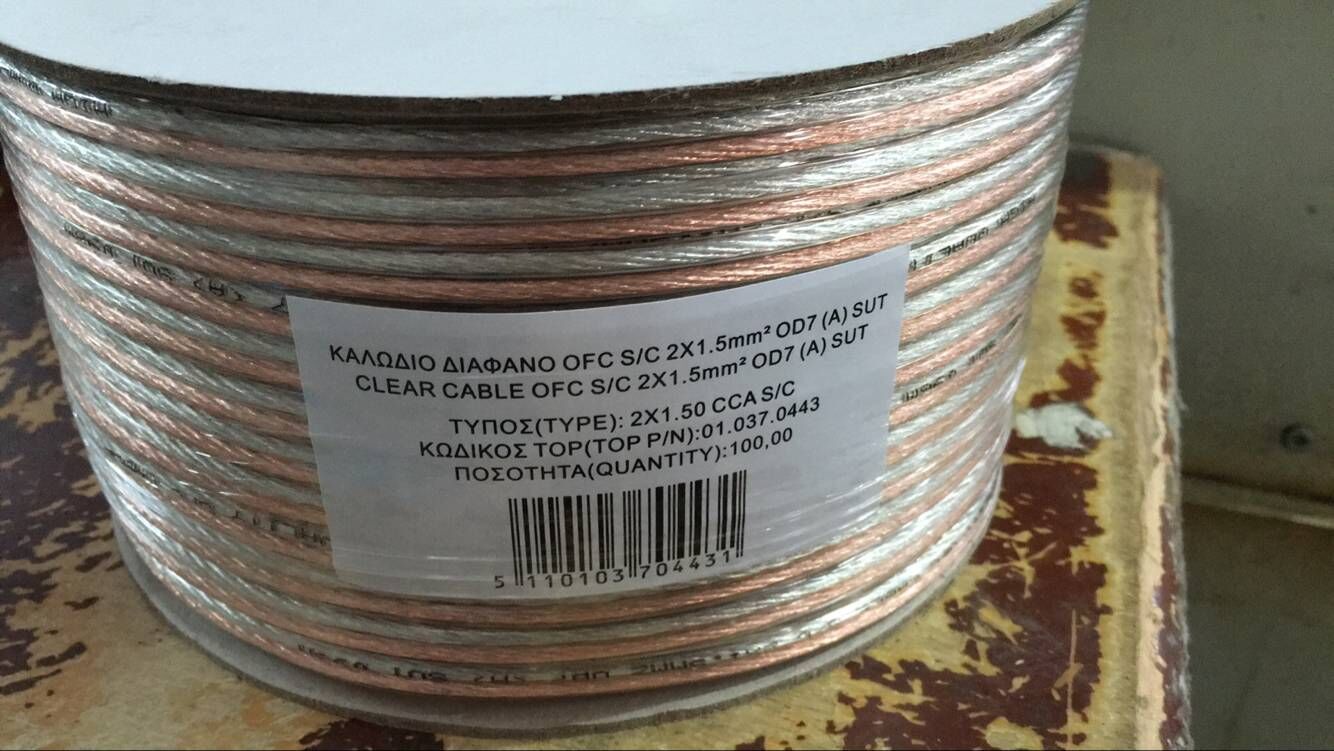 ΚΑΛΩΔΙΟ ΔΙΑΦΑΝΟ OFC S/C 2X1.5mm² OD7 (A) SUT
CLEAR CABLE OFC S/C 2X1.5mm² OD7 (A) SUT
ΤΥΠΟΣ(TYPE): 2X1.50 CCA S/C
ΚΩΔΙΚΟΣ TOP(TOP P/N):01.037.0443
ΠΟΣΟΤΗΤΑ(QUANTITY):100,00
5 110103 704431